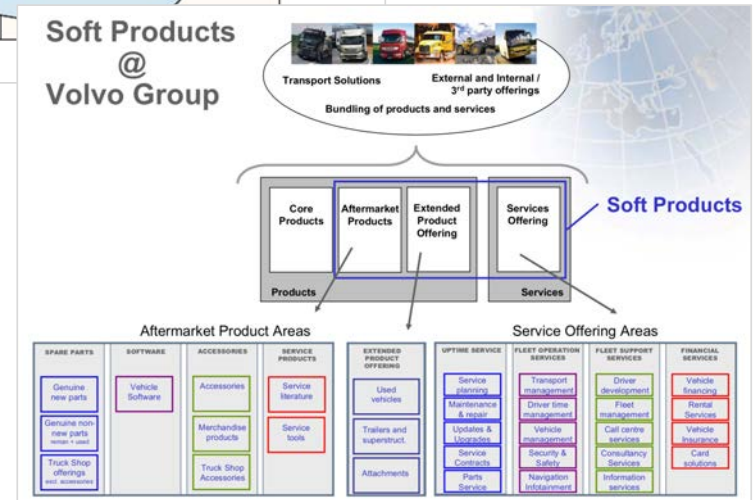 Soft Products
@
Volvo Group
Transport Solutions
External and Internal /
3rd party offerings
Bundling of products and services
Core
Products
Aftermarket
Products
Extended
Product
Offering
Services
Offering
Soft Products
Products
Services
Aftermarket Product Areas
Service Offering Areas
SPARE PARTS
Genuine
new parts
Genuine non-
new parts
reman + used
Truck Shop
offerings
excl. accessories
SOFTWARE
Vehicle
Software
ACCESSORIES
Accessories
Merchandise
products
Truck Shop
Accessories
SERVICE
PRODUCTS
Service
literature
Service
tools
EXTENDED
PRODUCT
OFFERING
Used
vehicles
Trailers and
superstruct.
Attachments
UPTIME SERVICE
Service
planning
Maintenance
& repair
Updates &
Upgrades
Service
Contracts
Parts
Service
FLEET OPERATION
SERVICES
Transport
management
Driver time
management
Vehicle
management
Security &
Safety
Navigation
Infotainment
FLEET SUPPORT
SERVICES
Driver
development
Fleet
management
Call centre
services
Consultancy
Services
Information
services
FINANCIAL
SERVICES
Vehicle
financing
Rental
Services
Vehicle
Insurance
Card
solutions